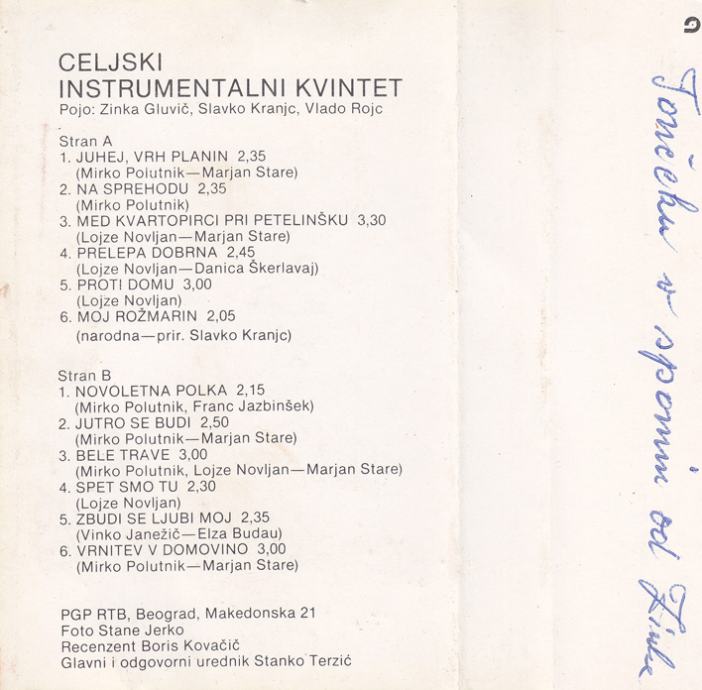 CELJSKI
INSTRUMENTALNI KVINTET
Pojo: Zinka Gluvič, Slavko Kranjc, Vlado Rojc
Stran A
1. JUHEJ, VRH PLANIN 2,35
(Mirko Polutnik—Marjan Stare)
2. NA SPREHODU 2,35
(Mirko Polutnik)
3. MED KVARTOPIRCI PRI PETELINŠKU 3,30
(Lojze Novljan—Marjan Stare)
4. PRELEPA DOBRNA 2,45
(Lojze Novljan—Danica Škerlavaj)
5. PROTI DOMU 3,00
(Lojze Novljan)
6. MOJ ROŽMARIN 2,05
(narodna—prir. Slavko Kranjc)
Stran B
1. NOVOLETNA POLKA 2,15
(Mirko Polutnik, Franc Jazbinšek)
2. JUTRO SE BUDI 2,50
(Mirko Polutnik—Marjan Stare)
3. BELE TRAVE 3,00
(Mirko Polutnik, Lojze Novljan—Marjan Stare)
4. SPET SMO TU 2,30
(Lojze Novljan)
5. ZBUDI SE LJUBI MOJ 2,35
(Vinko Janežič—Elza Budau)
6. VRNITEV V DOMOVINO 3,00
(Mirko Polutnik—Marjan Stare)
PGP RTB, Beograd, Makedonska 21
Foto Stane Jerko
Recenzent Boris Kovačič
Glavni i odgovorni urednik Stanko Terzić
Tončku v spomin od Zinke